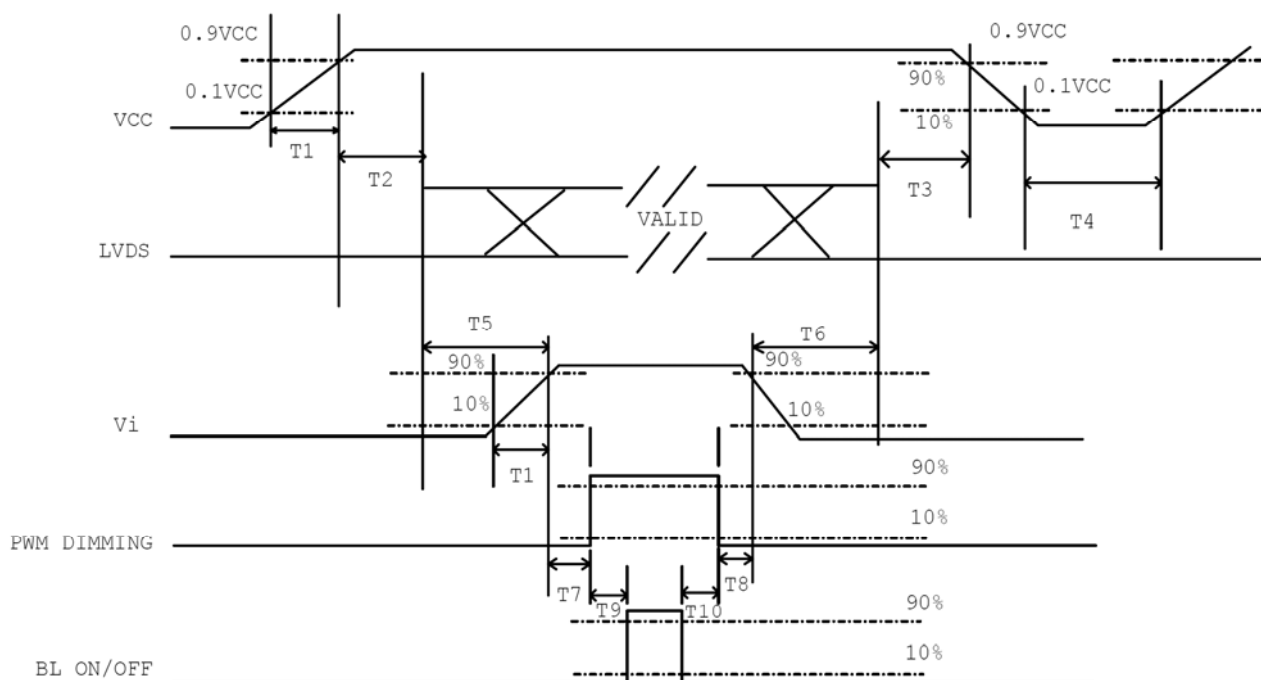 0.9VCC
0.9VCC
90%
0.1VCC
0.1VCC
VCC
10%
T1
T2
T3
T4
VALID
LVDS
T5
T6
90%
90%
10%
10%
Vi
T1
90%
10%
PWM DIMMING
T7
T8
T9
T10
90%
10%
BL ON/OFF